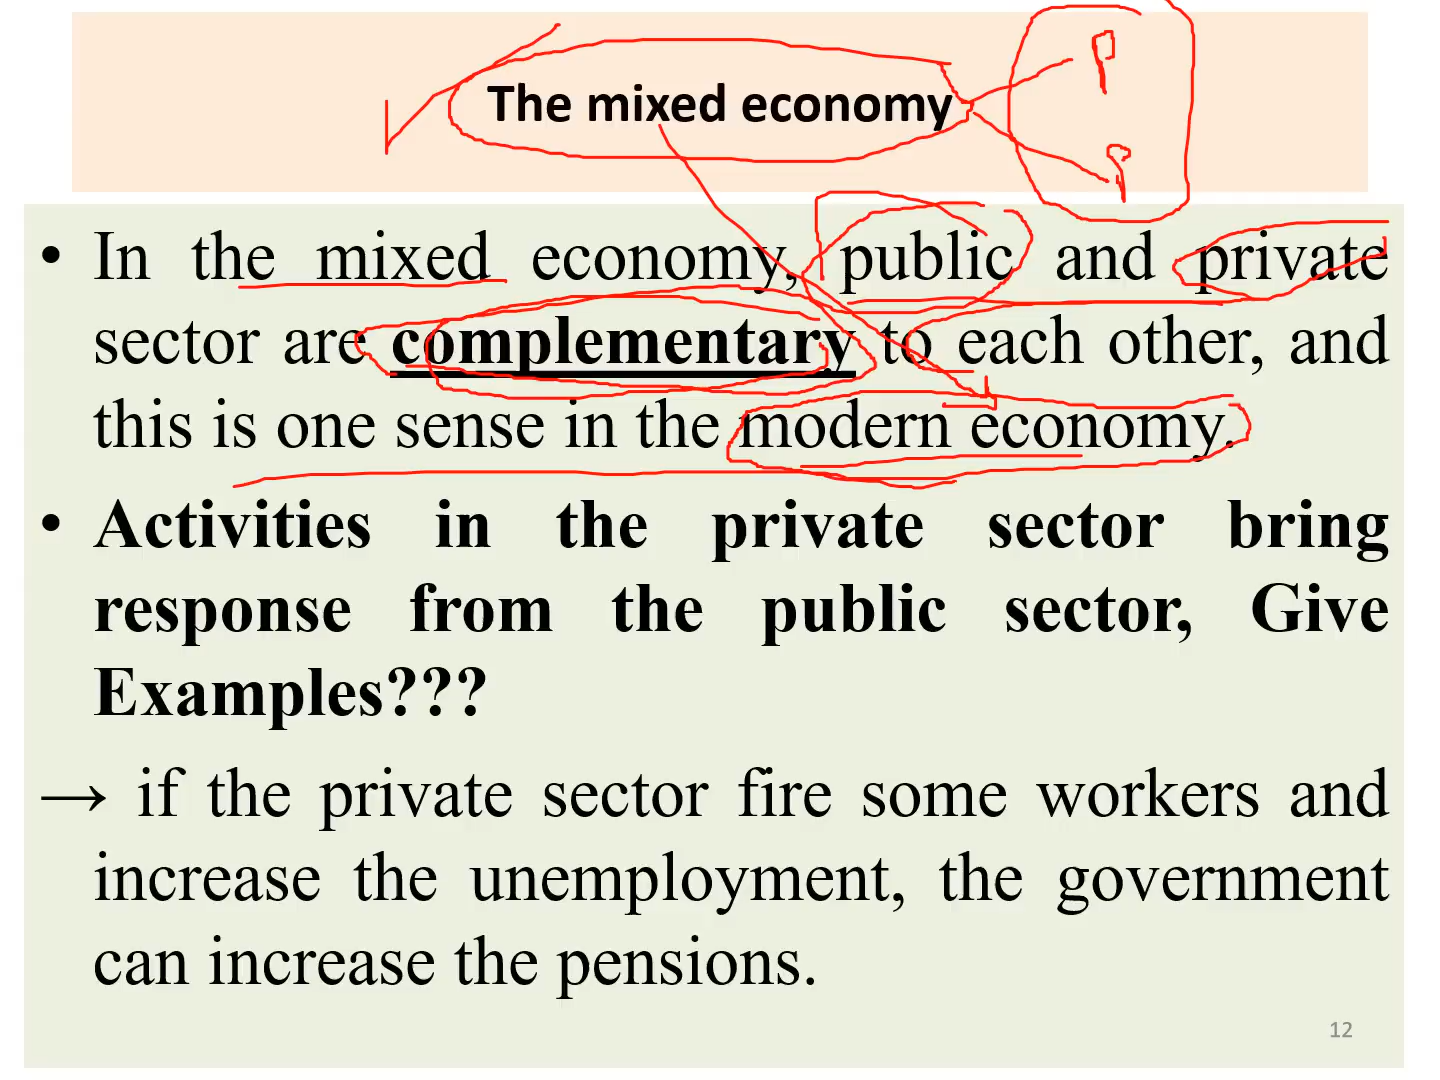 The mixed economy
P
P
• In the mixed economy, public and private
sector are complementary to each other, and
this is one sense in the modern economy.
• Activities in the private sector bring
response from the public sector, Give
Examples???
→ if the private sector fire some workers and
increase the unemployment, the government
can increase the pensions.
12